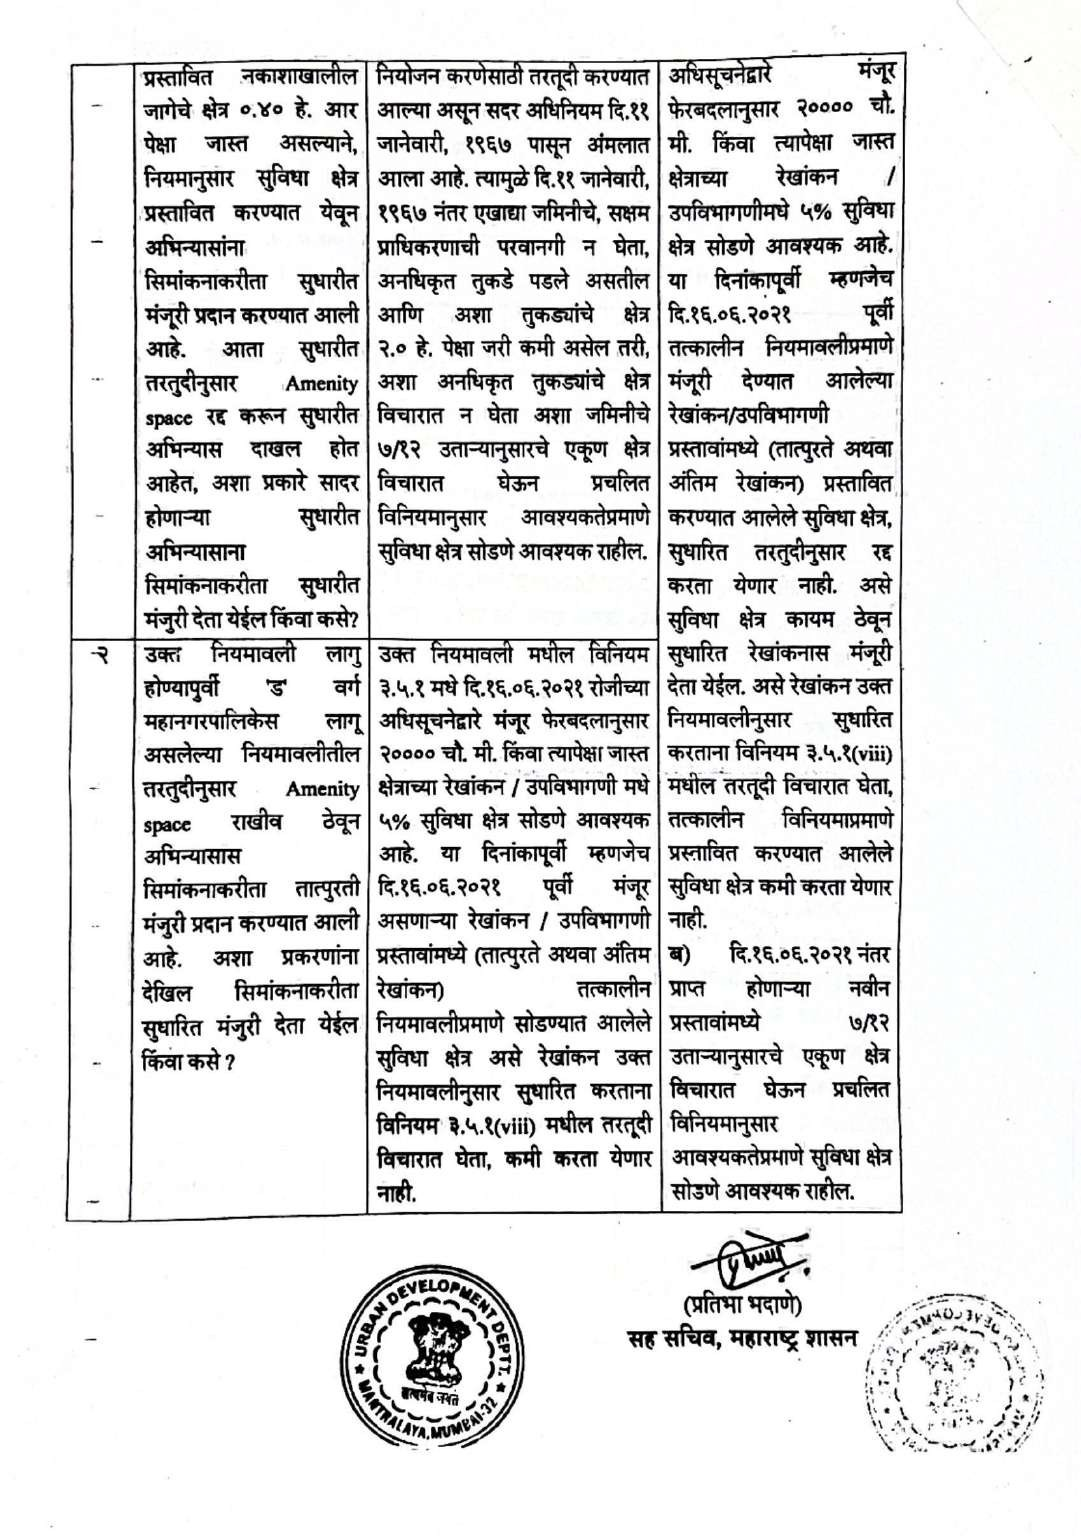 प्रस्तावित नकाशाखालील
जागेचे क्षेत्र ०.४० हे. आर
पेक्षा जास्त असल्याने,
नियमानुसार सुविधा क्षेत्र
प्रस्तावित करण्यात येवून
अभिन्यासांना
सिमांकनाकरीता सुधारीत
मंजूरी प्रदान करण्यात आली
आहे. आता सुधारीत
तरतुदीनुसार Amenity
space रद्द करून सुधारीत
अभिन्यास दाखल होत
आहेत, अशा प्रकारे सादर
होणाऱ्या सुधारीत
अभिन्यासाना
सिमांकनाकरीता सुधारीत
मंजुरी देता येईल किंवा कसे?
नियोजन करणेसाठी तरतूदी करण्यात
आल्या असून सदर अधिनियम दि.११
जानेवारी, १९६७ पासून अंमलात
आला आहे. त्यामुळे दि.११ जानेवारी,
१९६७ नंतर एखाद्या जमिनीचे, सक्षम
प्राधिकरणाची परवानगी न घेता,
अनधिकृत तुकडे पडले असतील
आणि अशा तुकड्यांचे क्षेत्र
२.० हे. पेक्षा जरी कमी असेल तरी,
अशा अनधिकृत तुकड्यांचे क्षेत्र
विचारात न घेता अशा जमिनीचे
७/१२ उताऱ्यानुसारचे एकूण क्षेत्र
विचारात घेऊन प्रचलित
विनियमानुसार आवश्यकतेप्रमाणे
सुविधा क्षेत्र सोडणे आवश्यक राहील.
अधिसूचनेद्वारे मंजूर
फेरबदलानुसार २०००० चौ.
मी. किंवा त्यापेक्षा जास्त
क्षेत्राच्या रेखांकन /
उपविभागणीमधे ५% सुविधा
क्षेत्र सोडणे आवश्यक आहे.
या दिनांकापूर्वी म्हणजेच
दि.१६.०६.२०२१ पूर्वी
तत्कालीन नियमावलीप्रमाणे
मंजूरी देण्यात आलेल्या
रेखांकन/उपविभागणी
प्रस्तावांमध्ये (तात्पुरते अथवा
अंतिम रेखांकन) प्रस्तावित
करण्यात आलेले सुविधा क्षेत्र,
सुधारित तरतुदीनुसार रद्द
करता येणार नाही. असे
सुविधा क्षेत्र कायम ठेवून
सुधारित रेखांकनास मंजूरी
देता येईल. असे रेखांकन उक्त
नियमावलीनुसार सुधारित
करताना विनियम ३.५.१(viii)
मधील तरतूदी विचारात घेता,
तत्कालीन विनियमाप्रमाणे
प्रस्तावित करण्यात आलेले
सुविधा क्षेत्र कमी करता येणार
नाही.
ब) दि.१६.०६.२०२१ नंतर
प्राप्त होणाऱ्या नवीन
प्रस्तावांमध्ये ७/१२
उताऱ्यानुसारचे एकूण क्षेत्र
विचारात घेऊन प्रचलित
विनियमानुसार
आवश्यकतेप्रमाणे सुविधा क्षेत्र
सोडणे आवश्यक राहील.
२
उक्त नियमावली लागु
होण्यापुर्वी 'ड' वर्ग
महानगरपालिकेस लागू
असलेल्या नियमावलीतील
तरतुदीनुसार Amenity
space राखीव ठेवून
अभिन्यासास
सिमांकनाकरीता तात्पुरती
मंजुरी प्रदान करण्यात आली
आहे. अशा प्रकरणांना
देखिल सिमांकनाकरीता
सुधारित मंजुरी देता येईल
किंवा कसे ?
उक्त नियमावली मधील विनियम
३.५.१ मधे दि.१६.०६.२०२१ रोजीच्या
अधिसूचनेद्वारे मंजूर फेरबदलानुसार
२०००० चौ. मी. किंवा त्यापेक्षा जास्त
क्षेत्राच्या रेखांकन / उपविभागणी मधे
५% सुविधा क्षेत्र सोडणे आवश्यक
आहे. या दिनांकापूर्वी म्हणजेच
दि.१६.०६.२०२१ पूर्वी मंजूर
असणाऱ्या रेखांकन / उपविभागणी
प्रस्तावांमध्ये (तात्पुरते अथवा अंतिम
रेखांकन) तत्कालीन
नियमावलीप्रमाणे सोडण्यात आलेले
सुविधा क्षेत्र असे रेखांकन उक्त
नियमावलीनुसार सुधारित करताना
विनियम ३.५.१(viii) मधील तरतूदी
विचारात घेता, कमी करता येणार
नाही.
(प्रतिभा भदाणे)
सह सचिव, महाराष्ट्र शासन
URBAN DEVELOPMENT DEPTT.
सत्यमेव जयते
MANTRALAYA, MUMBAI-32